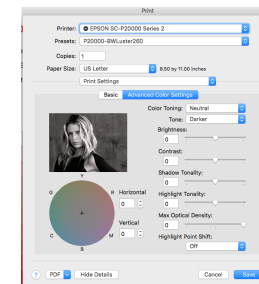 Print
Printer: EPSON SC-P20000 Series 2
Presets: P20000-BWLuster260
Copies: 1
Paper Size: US Letter 8.50 by 11.00 inches
Print Settings
Basic Advanced Color Settings
Color Toning: Neutral
Tone: Darker
Brightness:
0
Contrast:
0
Shadow Tonality:
0
Highlight Tonality:
0
Max Optical Density:
0
Highlight Point Shift:
Off
Y
G R
C M
B
Horizontal
0
Vertical
0
? PDF Hide Details Cancel Save